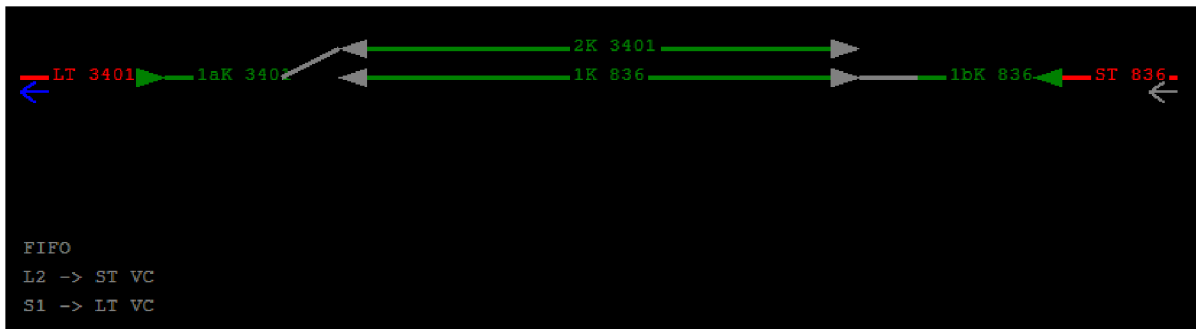 2K 3401
LT 3401 1aK 3401 1K 836 1bK 836 ST 836
FIFO
L2 -> ST VC
S1 -> LT VC